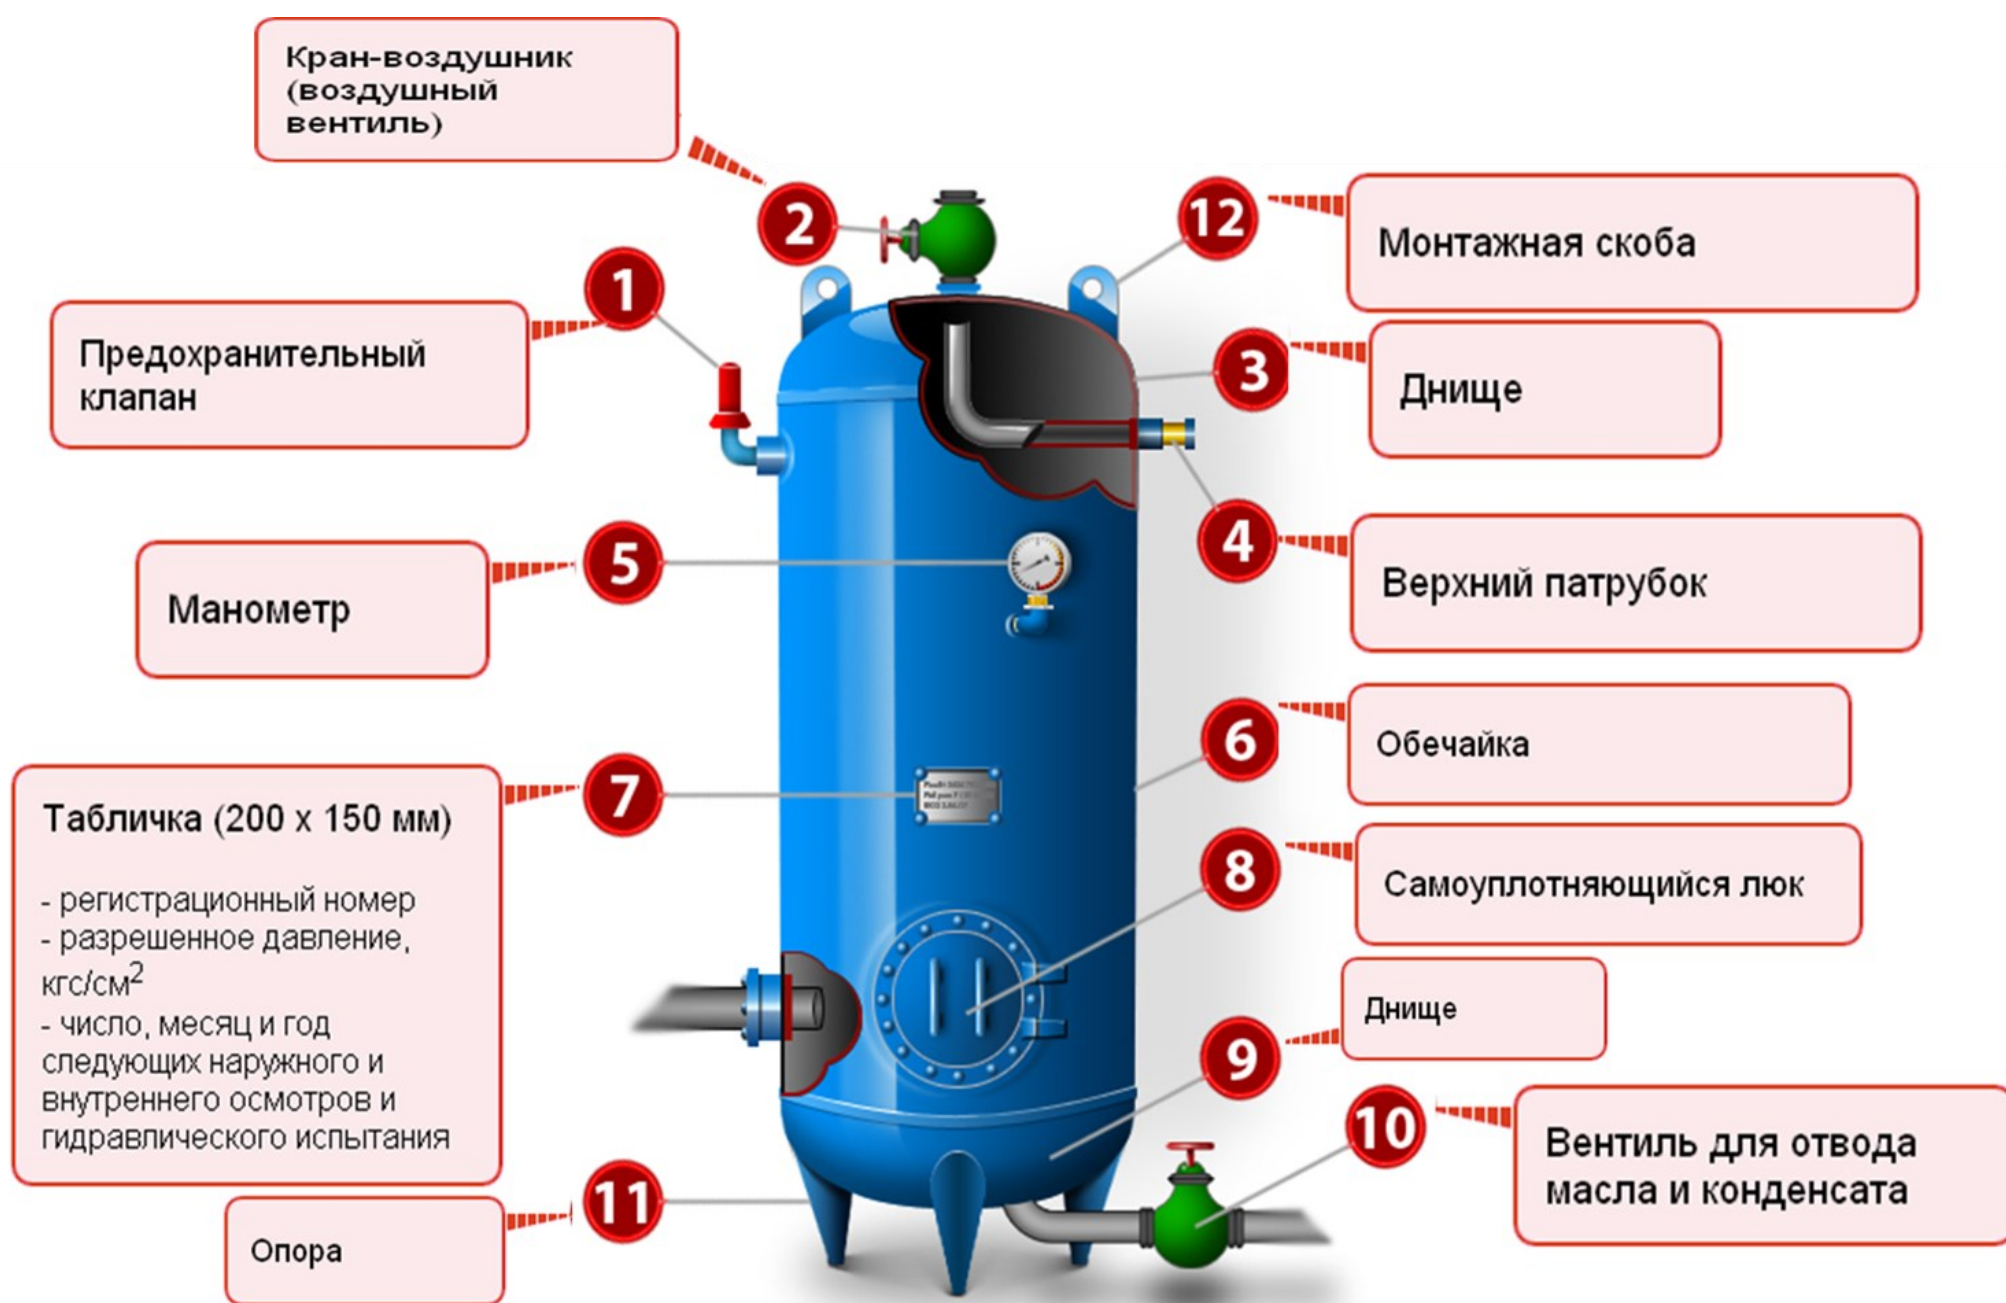 Кран-воздушник
(воздушный
вентиль)
2
12
Монтажная скоба
1
Предохранительный
клапан
3
Днище
5
Манометр
4
Верхний патрубок
6
Обечайка
7
Табличка (200 х 150 мм)
- регистрационный номер
- разрешенное давление,
кгс/см²
- число, месяц и год
следующих наружного и
внутреннего осмотров и
гидравлического испытания
8
Самоуплотняющийся люк
9
Днище
10
Вентиль для отвода
масла и конденсата
11
Опора